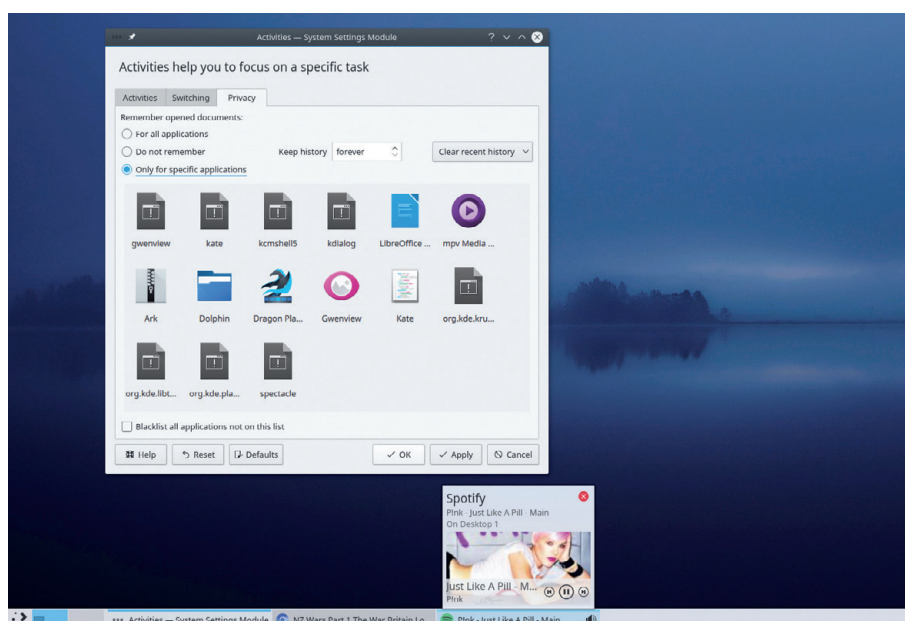 Activities — System Settings Module
Activities help you to focus on a specific task
Activities Switching Privacy
Remember opened documents:
For all applications
Do not remember Keep history forever Clear recent history
Only for specific applications
gwenview kate kcmshell5 kdialog LibreOffice ... mpv Media ...
Ark Dolphin Dragon Pla... Gwenview Kate org.kde.kru...
org.kde.libt... org.kde.pla... spectacle
Blacklist all applications not on this list
Help Reset Defaults OK Apply Cancel
Spotify
P!nk - Just Like A Pill - Main
On Desktop 1
Just Like A Pill - M...
P!nk
Activities — System Settings Module NZ Wars Part 1 The War Britain Lo P!nk - Just Like A Pill - Main